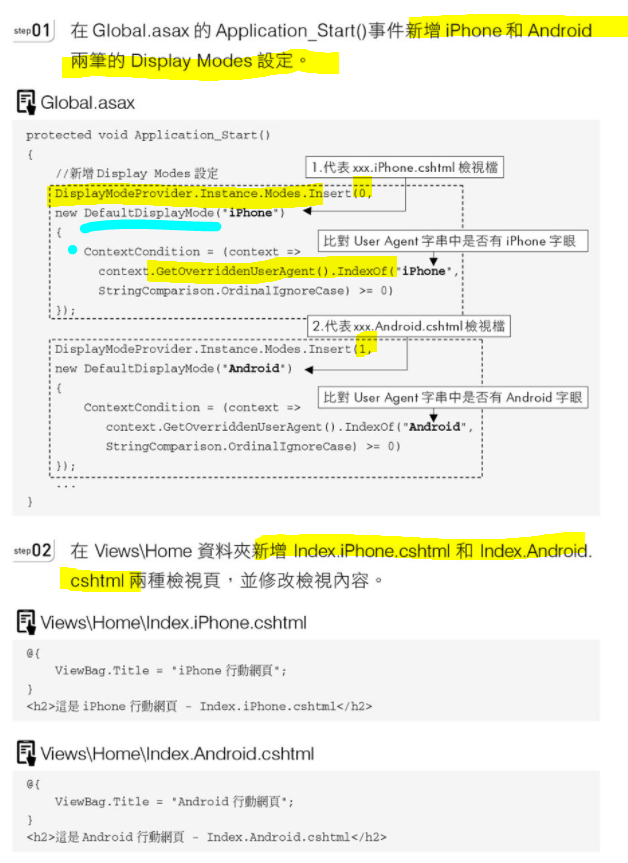 step01 在 Global.asax 的 Application_Start()事件新增 iPhone 和 Android
兩筆的 Display Modes 設定。
Global.asax
protected void Application_Start()
{
//新增 Display Modes 設定
1.代表 xxx.iPhone.cshtml 檢視檔
DisplayModeProvider.Instance.Modes.Insert(0,
new DefaultDisplayMode("iPhone")
{
比對 User Agent 字串中是否有 iPhone 字眼
ContextCondition = (context =>
context.GetOverriddenUserAgent().IndexOf("iPhone",
StringComparison.OrdinalIgnoreCase) >= 0)
});
2.代表 xxx.Android.cshtml 檢視檔
DisplayModeProvider.Instance.Modes.Insert(1,
new DefaultDisplayMode("Android")
{
比對 User Agent 字串中是否有 Android 字眼
ContextCondition = (context =>
context.GetOverriddenUserAgent().IndexOf("Android",
StringComparison.OrdinalIgnoreCase) >= 0)
});
...
}
step02 在 Views\Home 資料夾新增 Index.iPhone.cshtml 和 Index.Android.
cshtml 兩種檢視頁，並修改檢視內容。
Views\Home\Index.iPhone.cshtml
@{
ViewBag.Title = "iPhone 行動網頁";
}
<h2>這是 iPhone 行動網頁 - Index.iPhone.cshtml</h2>
Views\Home\Index.Android.cshtml
@{
ViewBag.Title = "Android 行動網頁";
}
<h2>這是 Android 行動網頁 - Index.Android.cshtml</h2>